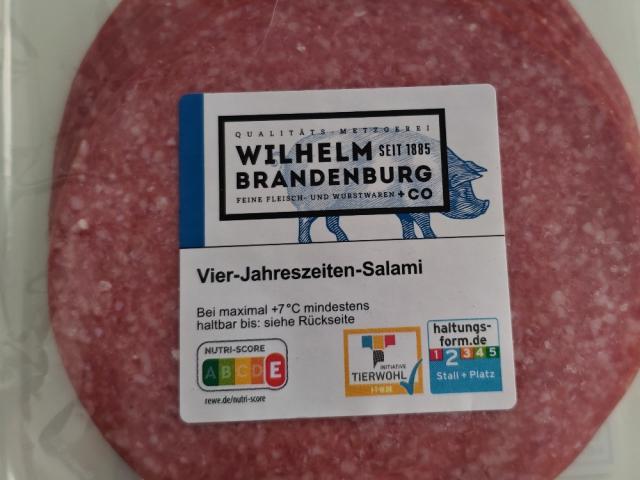 QUALITÄTS-METZGEREI
WILHELM SEIT 1885
BRANDENBURG
FEINE FLEISCH- UND WURSTWAREN + CO
Vier-Jahreszeiten-Salami
Bei maximal +7°C mindestens
haltbar bis: siehe Rückseite
NUTRI-SCORE
ABCDE
rewe.de/nutri-score
INITIATIVE
TIERWOHL
haltungs-
form.de
1 2 3 4 5
Stall + Platz